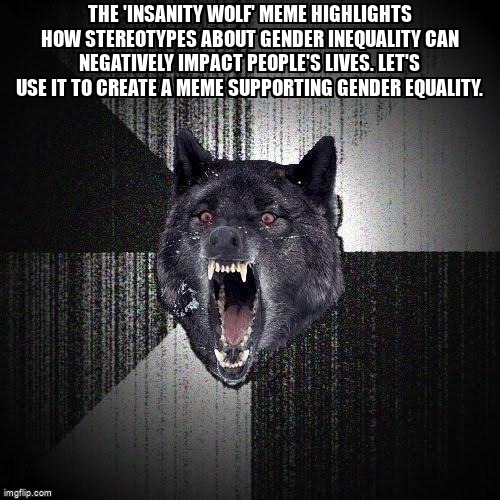 THE 'INSANITY WOLF' MEME HIGHLIGHTS
HOW STEREOTYPES ABOUT GENDER INEQUALITY CAN
NEGATIVELY IMPACT PEOPLE'S LIVES. LET'S
USE IT TO CREATE A MEME SUPPORTING GENDER EQUALITY.
imgflip.com